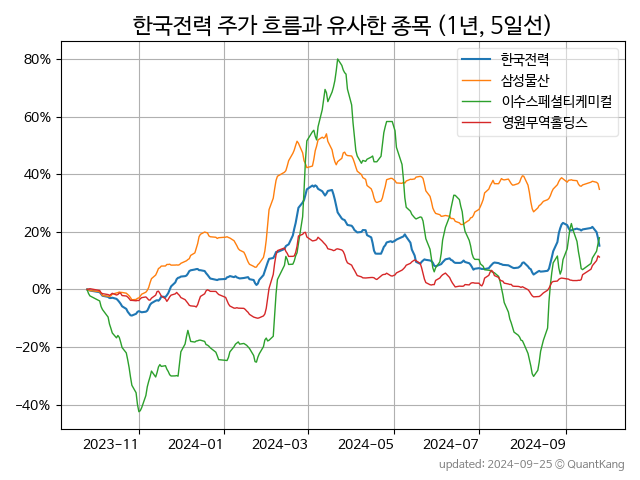 한국전력 주가 흐름과 유사한 종목 (1년, 5일선)
한국전력
삼성물산
이수스페셜티케미컬
영원무역홀딩스
80%
60%
40%
20%
0%
−20%
−40%
2023-11
2024-01
2024-03
2024-05
2024-07
2024-09
updated: 2024-09-25 © QuantKang